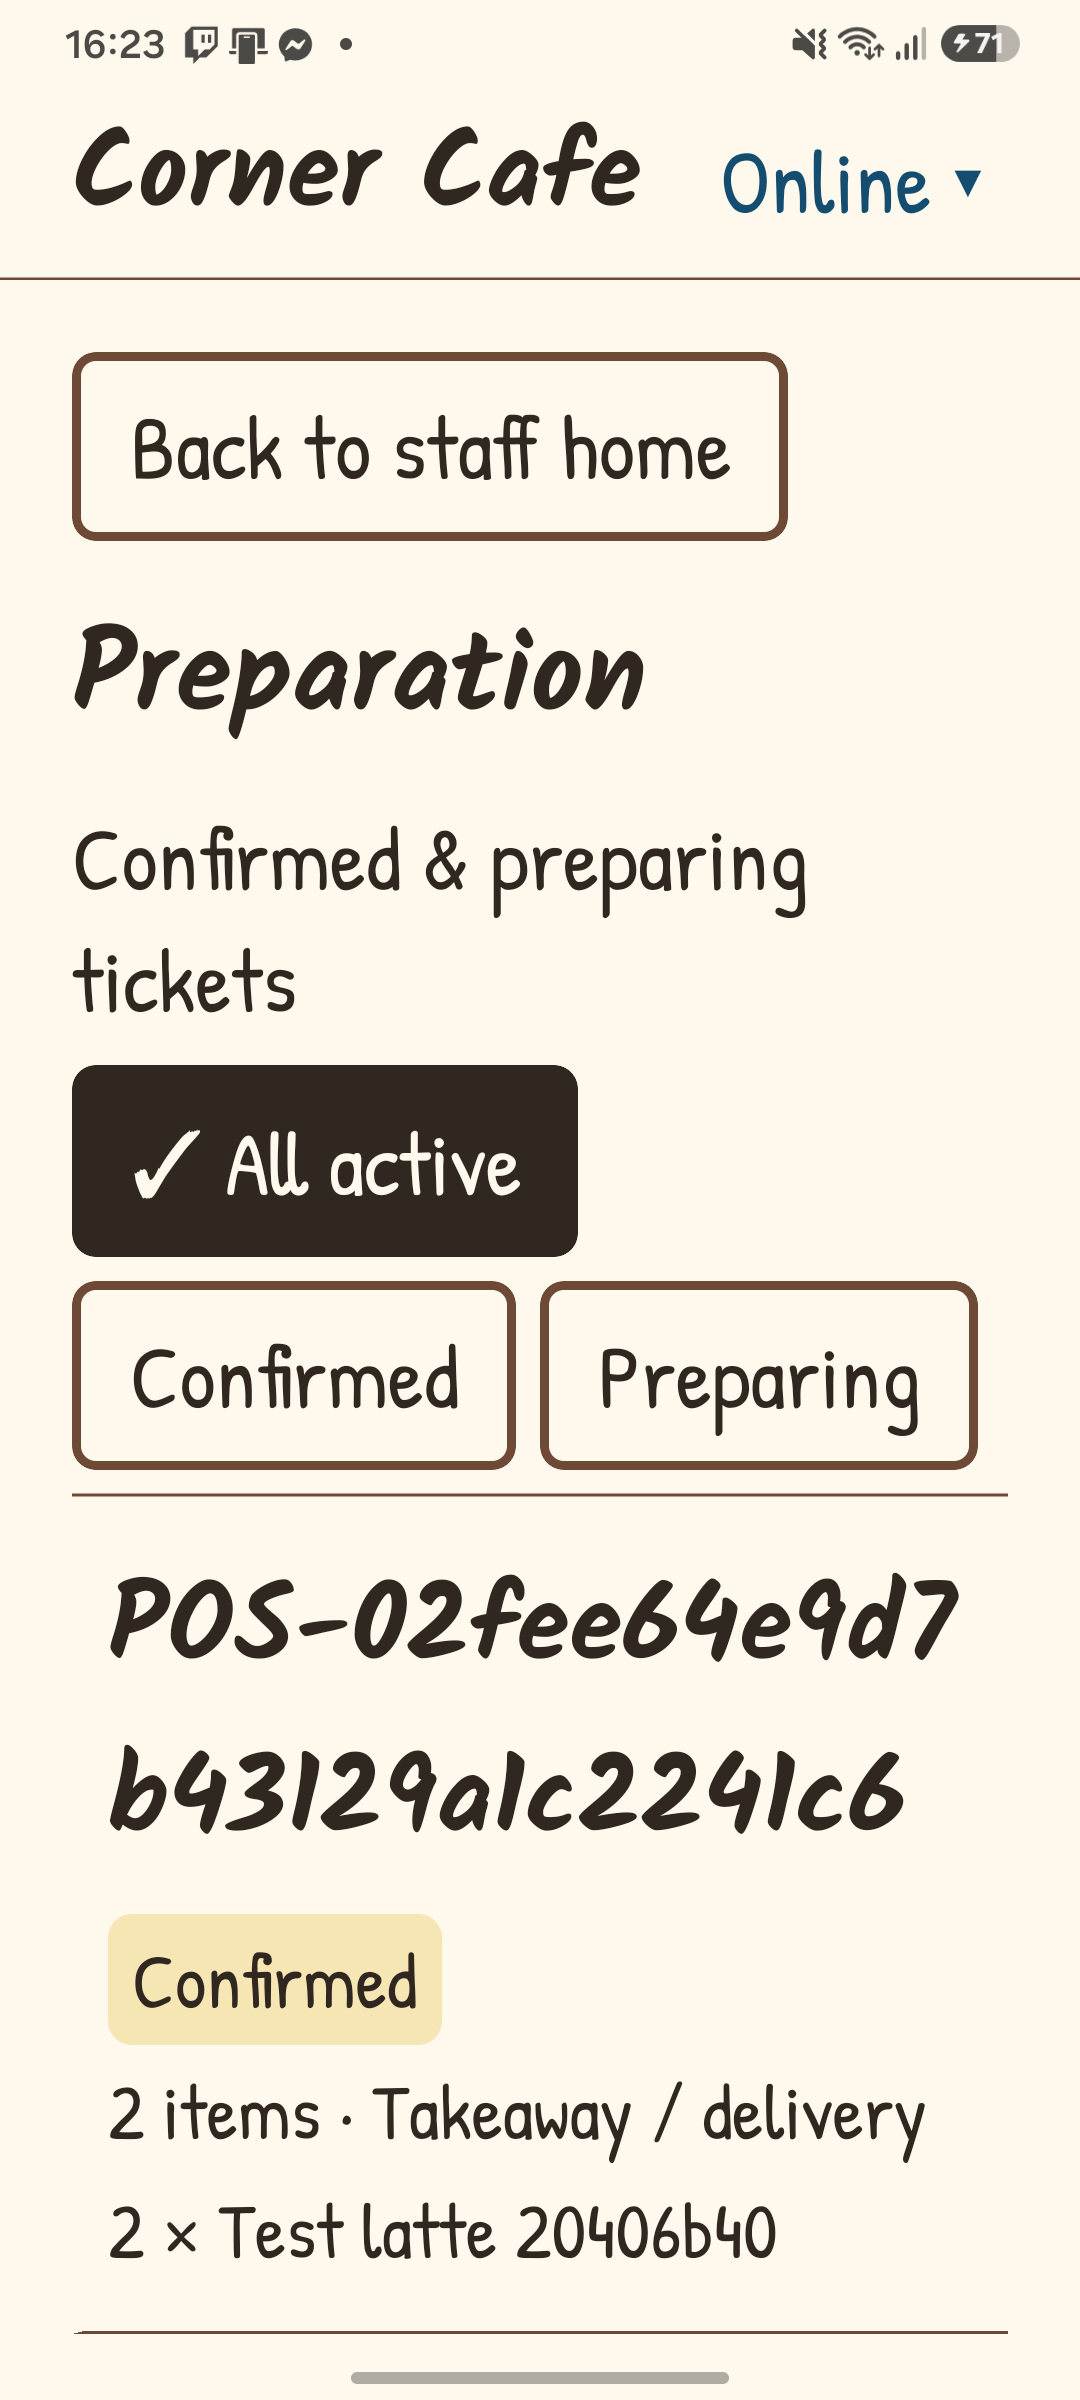 16:23
71
Corner Cafe
Online ▼
Back to staff home
Preparation
Confirmed & preparing
tickets
✓ All active
Confirmed
Preparing
POS-02fee64e9d7
b43129a1c2241c6
Confirmed
2 items · Takeaway / delivery
2 × Test latte 20406b40